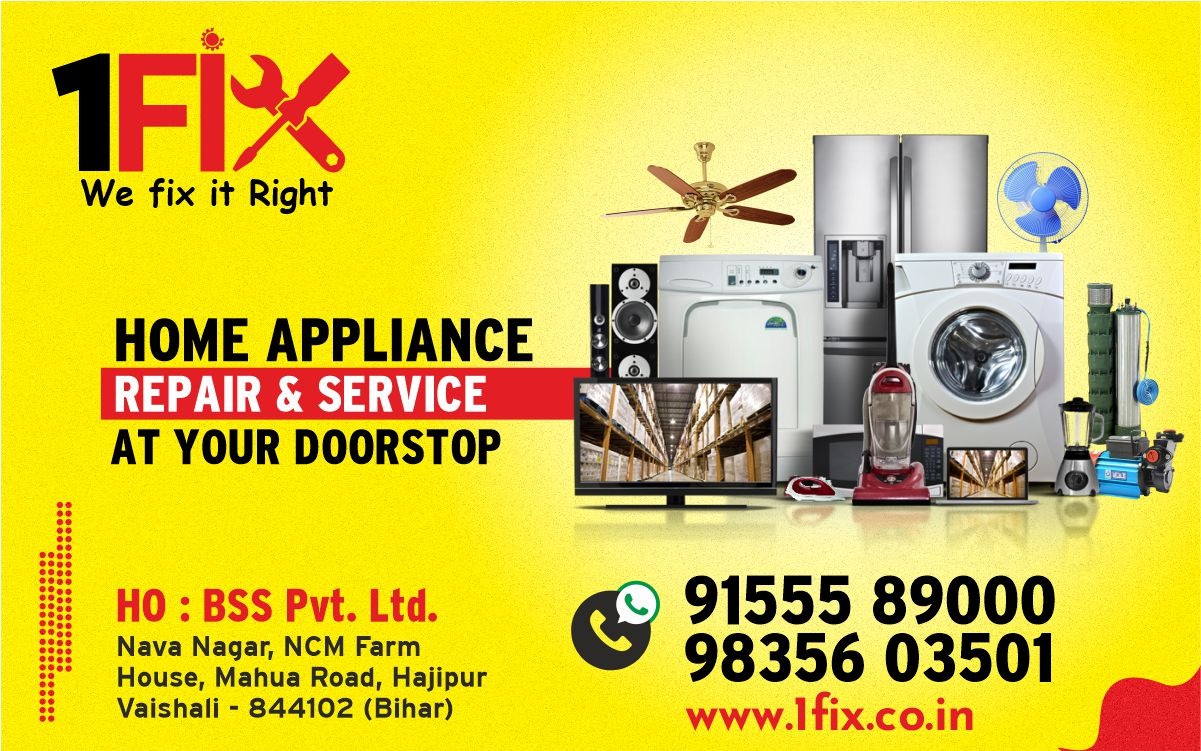 1FIX
We fix it Right
HOME APPLIANCE
REPAIR & SERVICE
AT YOUR DOORSTOP
HO : BSS Pvt. Ltd.
Nava Nagar, NCM Farm
House, Mahua Road, Hajipur
Vaishali - 844102 (Bihar)
91555 89000
98356 03501
www.1fix.co.in